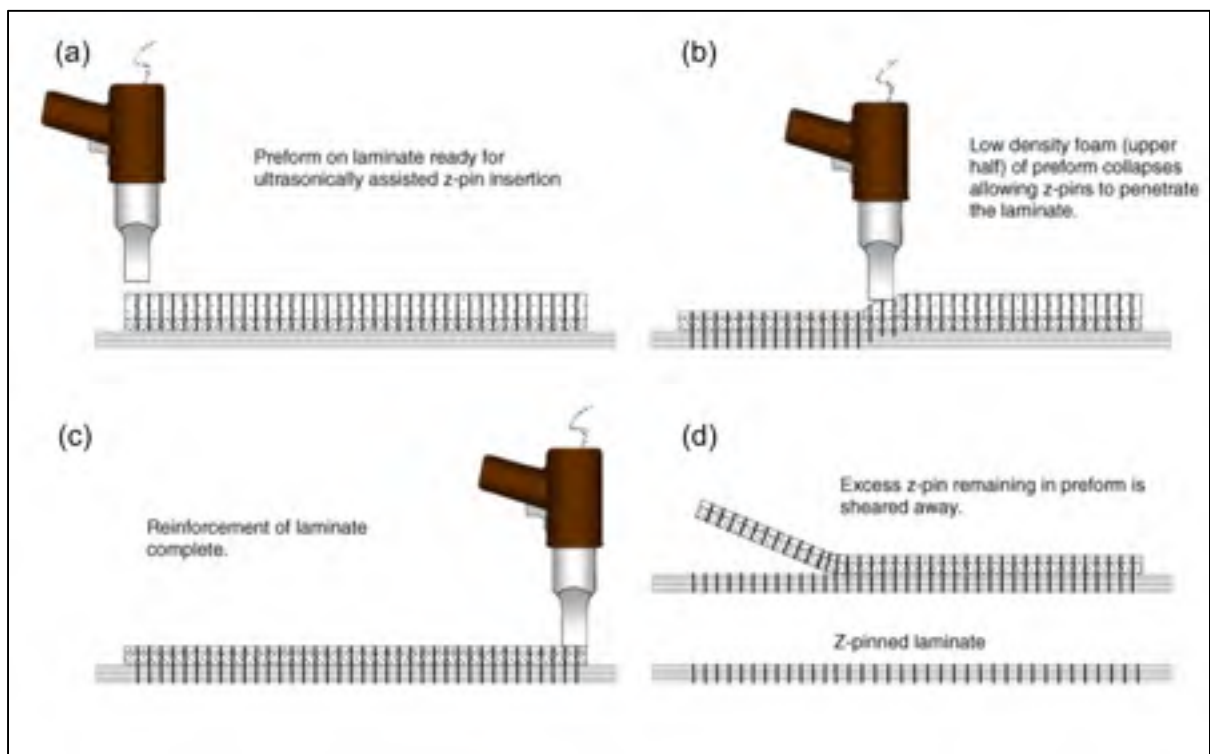 (a)
Preform on laminate ready for
ultrasonically assisted z-pin insertion
(b)
Low density foam (upper
half) of preform collapses
allowing z-pins to penetrate
the laminate.
(c)
Reinforcement of laminate
complete.
(d)
Excess z-pin remaining in preform is
sheared away.
Z-pinned laminate